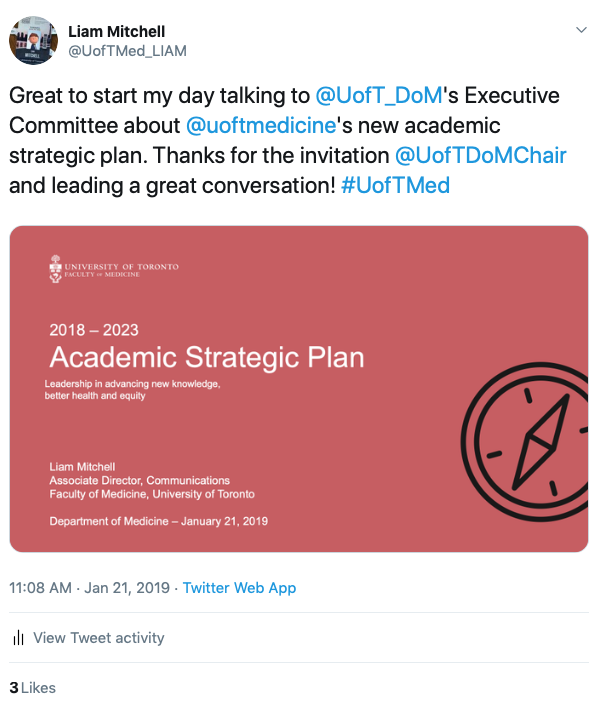 Liam Mitchell
@UofTMed_LIAM
Great to start my day talking to @UofT_DoM's Executive
Committee about @uoftmedicine's new academic
strategic plan. Thanks for the invitation @UofTDoMChair
and leading a great conversation! #UofTMed
UNIVERSITY OF TORONTO
FACULTY OF MEDICINE
2018 – 2023
Academic Strategic Plan
Leadership in advancing new knowledge,
better health and equity
Liam Mitchell
Associate Director, Communications
Faculty of Medicine, University of Toronto
Department of Medicine – January 21, 2019
11:08 AM · Jan 21, 2019 · Twitter Web App
View Tweet activity
3 Likes